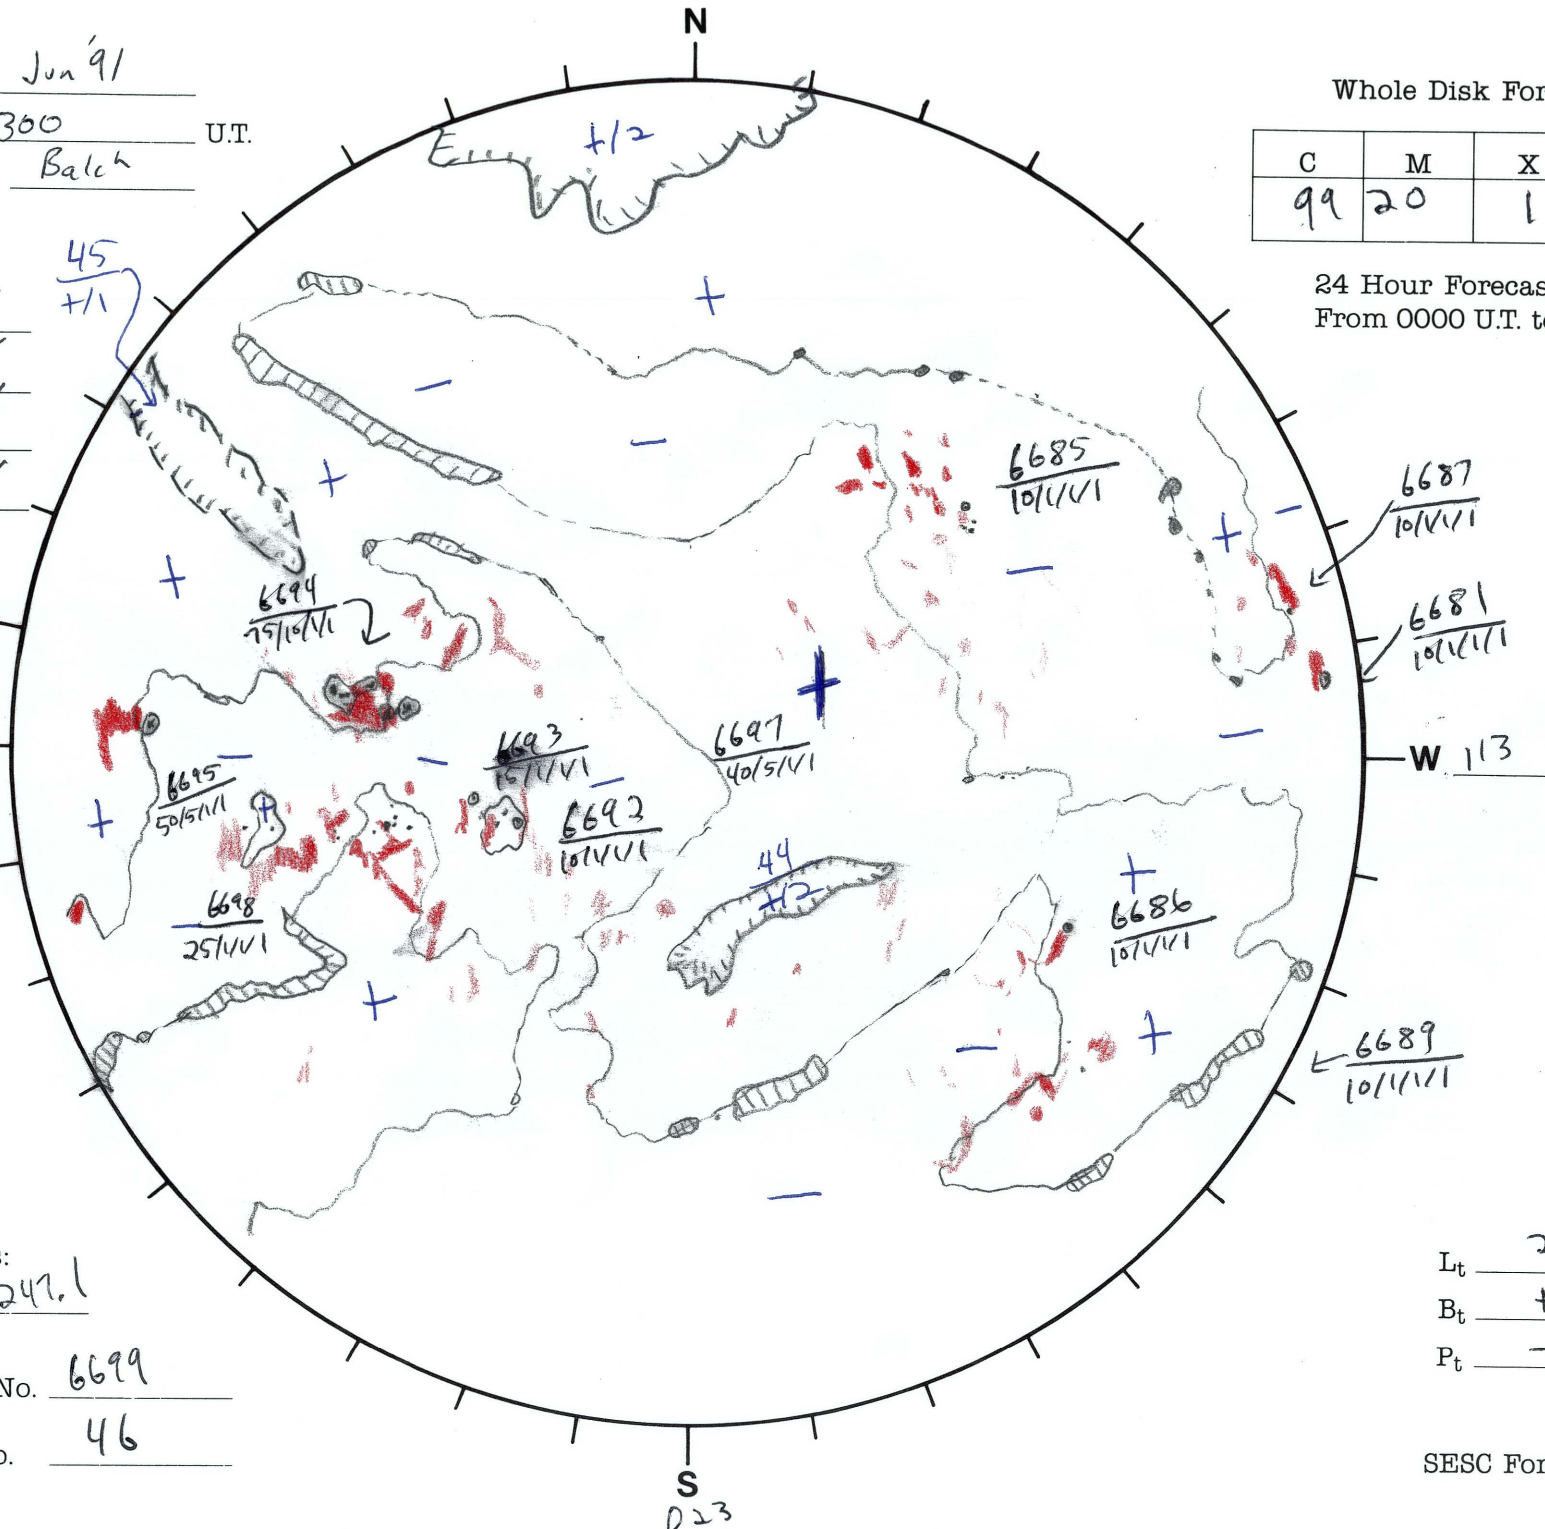 N
Jun '91
300 U.T.
Balch
Whole Disk For
C M X
99 20 1
24 Hour Forecas
From 0000 U.T. to
+/2
45
+/1
+
−
−
+
+
6685
10/1/1/1
−
6687
10/1/1/1
−
+
6694
75/10/1/1
6681
10/1/1/1
+
6693
15/1/1/1
6697
40/5/1/1
−
−
−
−
W 113
6695
50/5/1/1
+
+
6692
10/1/1/1
44
+/2
+
6698
25/1/1/1
6686
10/1/1/1
+
−
+
6689
10/1/1/1
−
s:
247.1
Lt
Bt +
Pt −
No. 6699
o. 46
S
023
SESC For